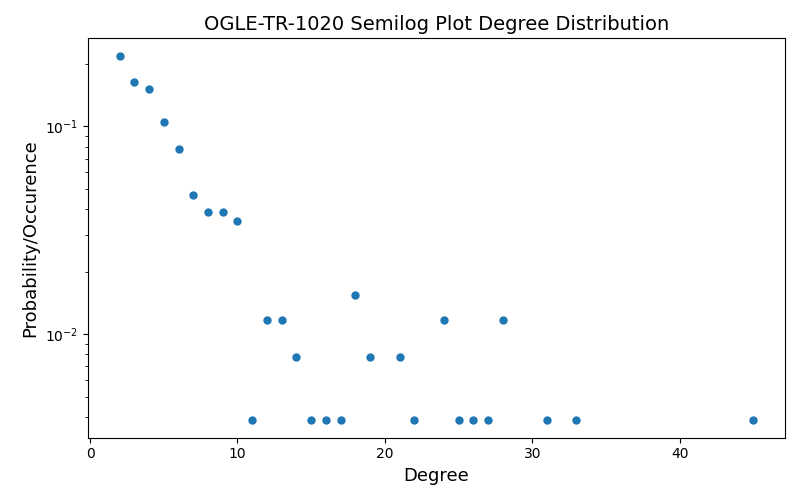 OGLE-TR-1020 Semilog Plot Degree Distribution
Probability/Occurence
10⁻¹
10⁻²
0 10 20 30 40
Degree